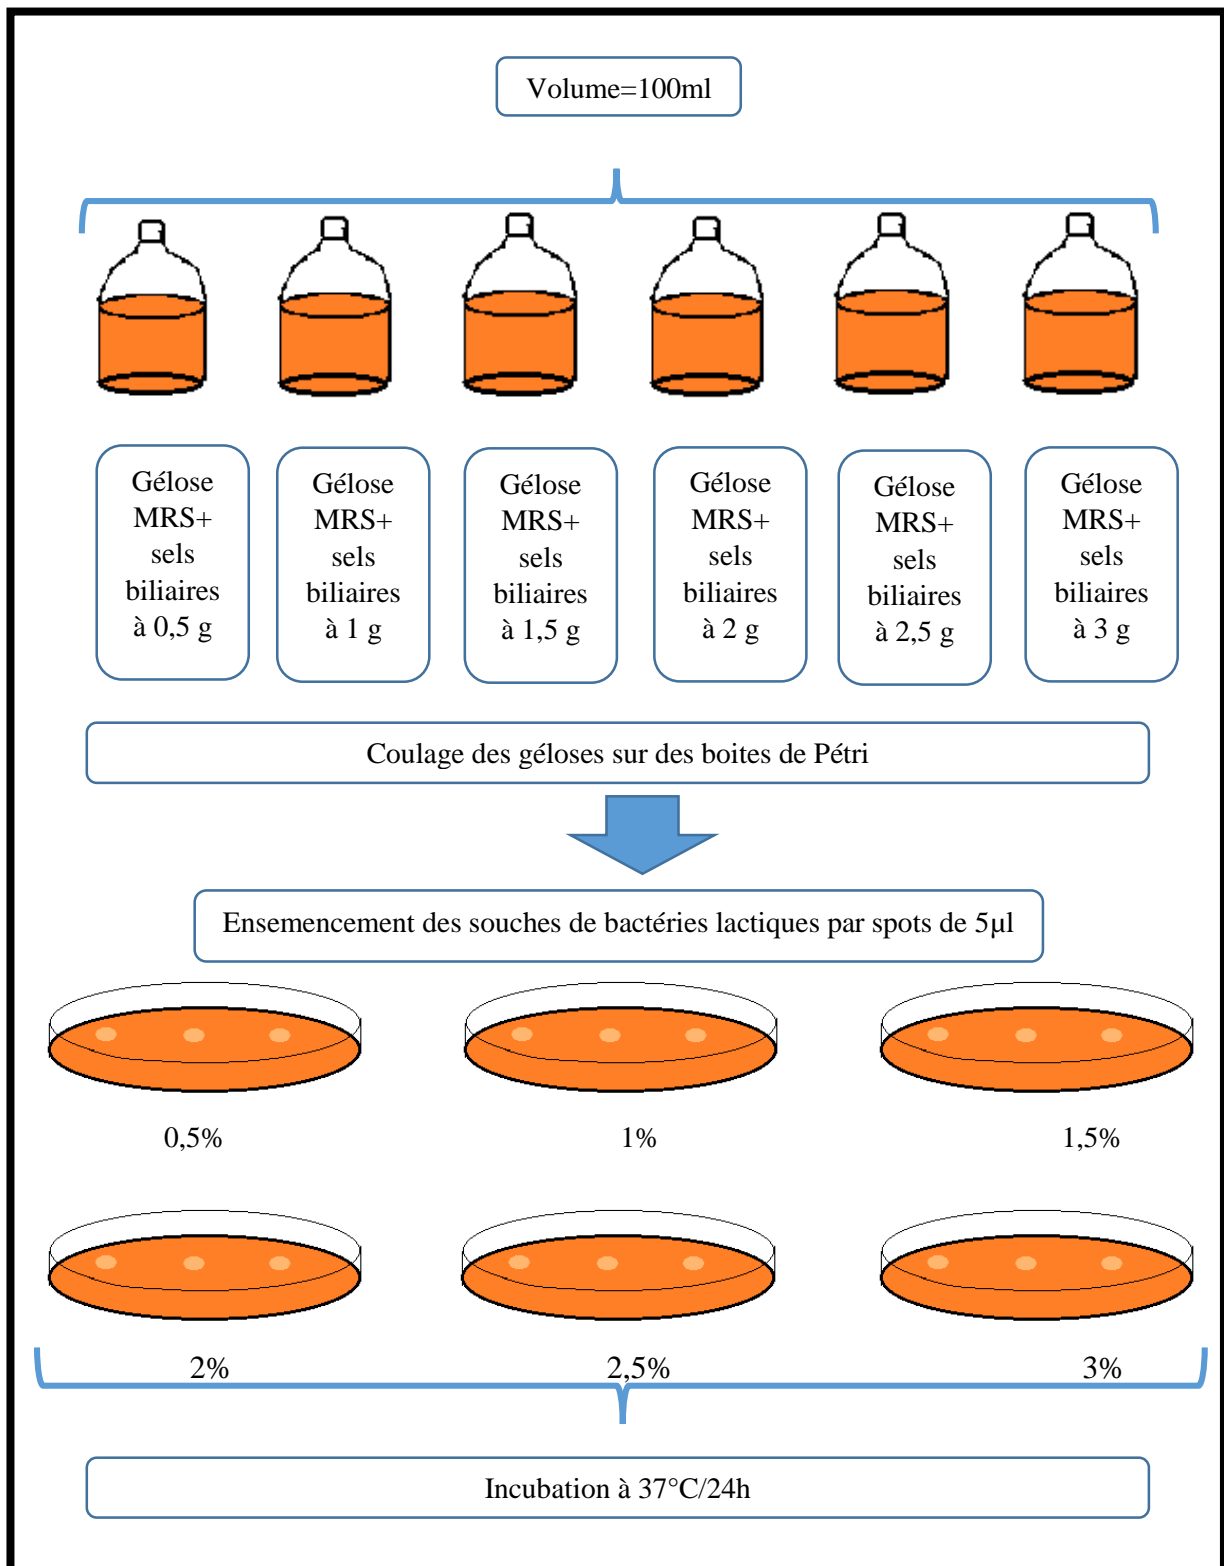 Volume=100ml
Gélose
MRS+
sels
biliaires
à 0,5 g
Gélose
MRS+
sels
biliaires
à 1 g
Gélose
MRS+
sels
biliaires
à 1,5 g
Gélose
MRS+
sels
biliaires
à 2 g
Gélose
MRS+
sels
biliaires
à 2,5 g
Gélose
MRS+
sels
biliaires
à 3 g
Coulage des géloses sur des boites de Pétri
Ensemencement des souches de bactéries lactiques par spots de 5µl
0,5%
1%
1,5%
2%
2,5%
3%
Incubation à 37°C/24h